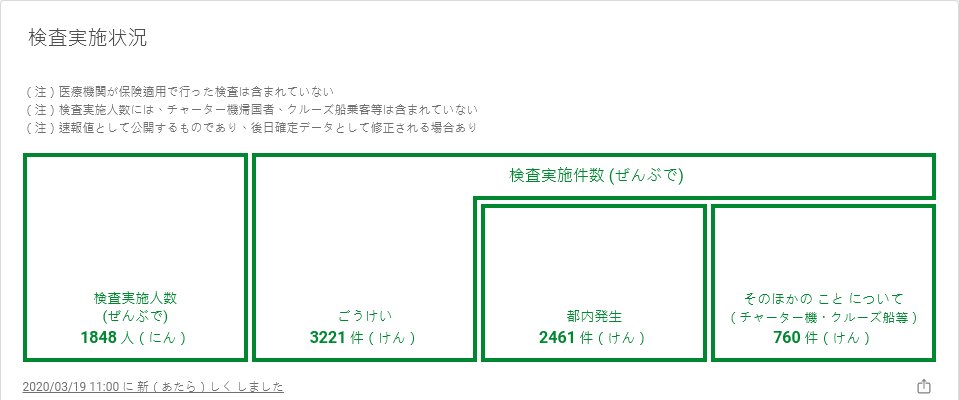 検査実施状況
(注)医療機関が保険適用で行った検査は含まれていない
(注)検査実施人数には、チャーター機帰国者、クルーズ船乗客等は含まれていない
(注)速報値として公開するものであり、後日確定データとして修正される場合あり
検査実施件数 (ぜんぶで)
検査実施人数
(ぜんぶで)
1848 人 ( にん )
ごうけい
3221 件 ( けん )
都内発生
2461 件 ( けん )
そのほかの こと について
( チャーター機・クルーズ船等 )
760 件 ( けん )
2020/03/19 11:00 に 新 ( あたら ) しく しました